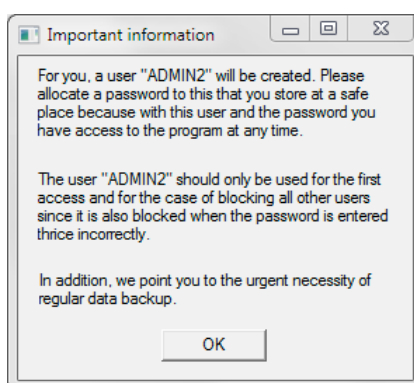 Important information
For you, a user "ADMIN2" will be created. Please
allocate a password to this that you store at a safe
place because with this user and the password you
have access to the program at any time.
The user "ADMIN2" should only be used for the first
access and for the case of blocking all other users
since it is also blocked when the password is entered
thrice incorrectly.
In addition, we point you to the urgent necessity of
regular data backup.
OK